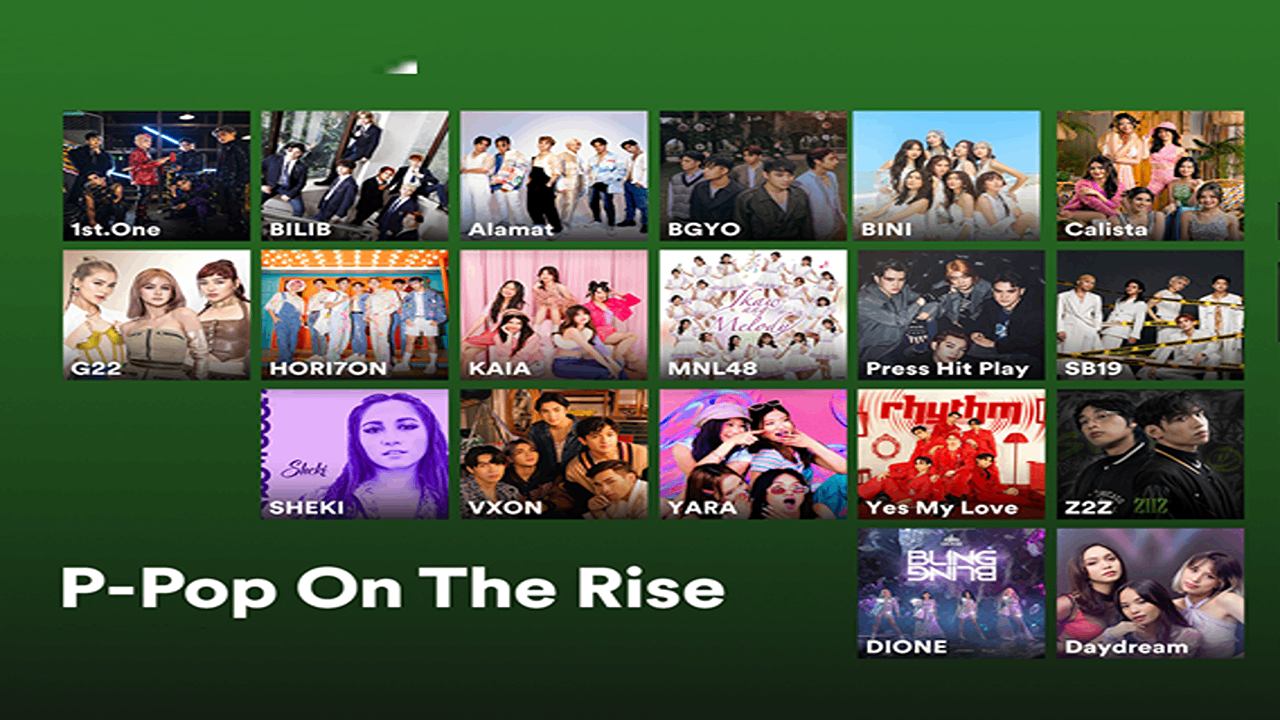 1st.One
BILIB
Alamat
BGYO
BINI
Calista
G22
HORI7ON
KAIA
Ikaw
ang
Melody
MNL48
Press Hit Play
SB19
Sheki
SHEKI
VXON
YARA
rhythm
Yes My Love
Z2Z
BLING
BLING
DIONE
Daydream
P-Pop On The Rise